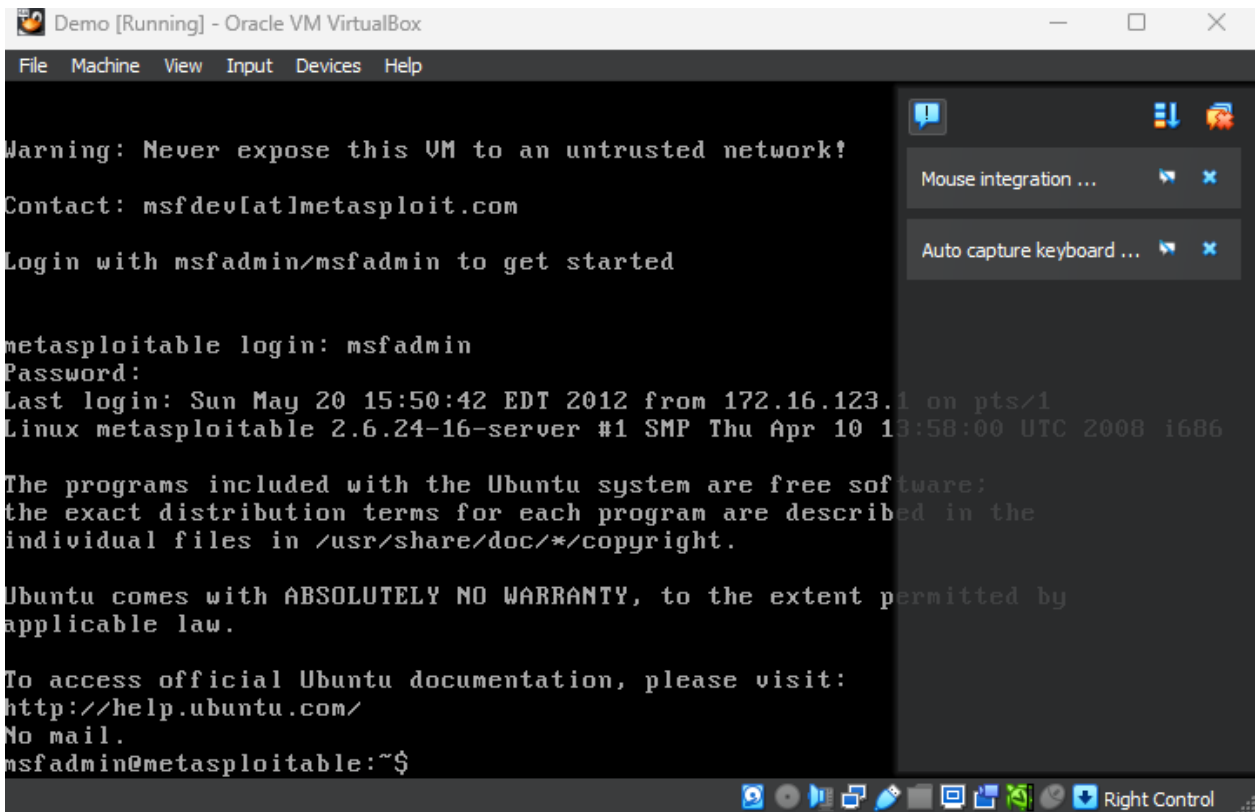 Demo [Running] - Oracle VM VirtualBox
File Machine View Input Devices Help
Warning: Never expose this VM to an untrusted network!
Contact: msfdev[at]metasploit.com
Login with msfadmin/msfadmin to get started
metasploitable login: msfadmin
Password:
Last login: Sun May 20 15:50:42 EDT 2012 from 172.16.123.1 on pts/1
Linux metasploitable 2.6.24-16-server #1 SMP Thu Apr 10 13:58:00 UTC 2008 i686
The programs included with the Ubuntu system are free software;
the exact distribution terms for each program are described in the
individual files in /usr/share/doc/*/copyright.
Ubuntu comes with ABSOLUTELY NO WARRANTY, to the extent permitted by
applicable law.
To access official Ubuntu documentation, please visit:
http://help.ubuntu.com/
No mail.
msfadmin@metasploitable:~$
Mouse integration ...
Auto capture keyboard ...
Right Control